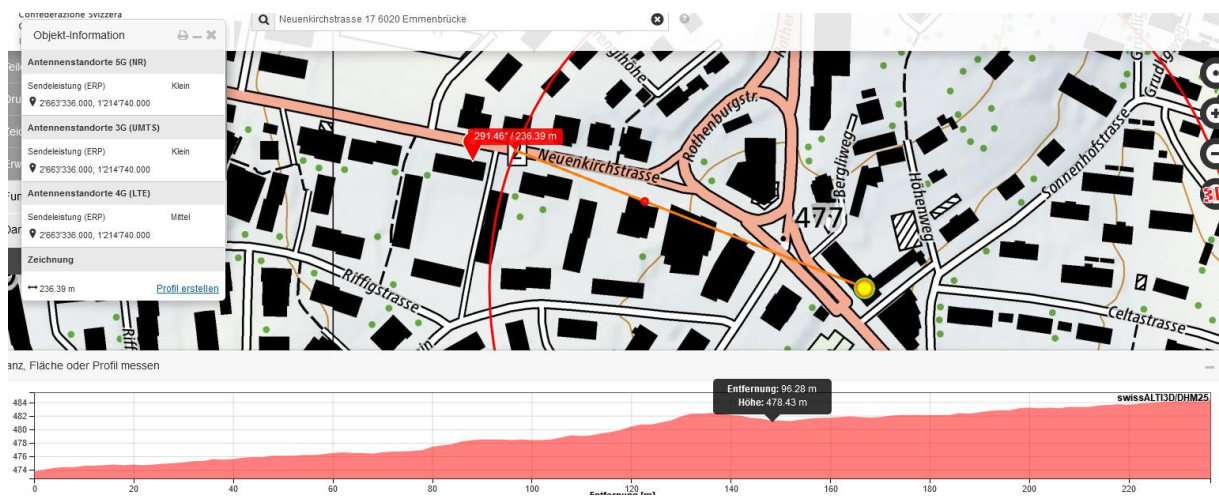 Confederazione Svizzera
Neuenkirchstrasse 17 6020 Emmenbrücke
Objekt-Information
Antennenstandorte 5G (NR)
Sendeleistung (ERP) Klein
2'663'336.000, 1'214'740.000
Antennenstandorte 3G (UMTS)
Sendeleistung (ERP) Klein
2'663'336.000, 1'214'740.000
Antennenstandorte 4G (LTE)
Sendeleistung (ERP) Mittel
2'663'336.000, 1'214'740.000
Zeichnung
236.39 m Profil erstellen
291.46° / 236.39 m
Neuenkirchstrasse
Rothenburgstr.
Bergliweg
Höhenweg
Sonnenhofstrasse
477
Riffigstrasse
Celtastrasse
anz, Fläche oder Profil messen
Entfernung: 96.28 m
Höhe: 478.43 m
swissALTI3D/DHM25
484
482
480
478
476
474
0 20 40 60 80 100 120 140 160 180 200 220
Entfernung [m]